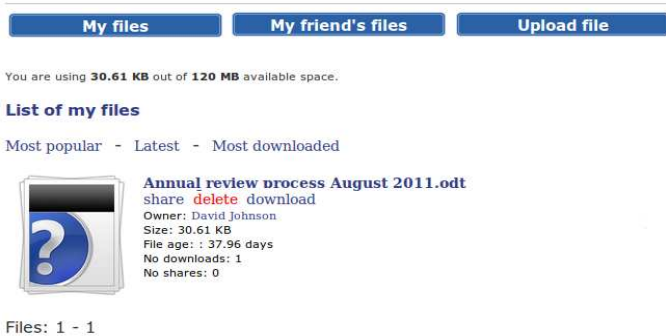 My files My friend's files Upload file
You are using 30.61 KB out of 120 MB available space.
List of my files
Most popular - Latest - Most downloaded
Annual review process August 2011.odt
share delete download
Owner: David Johnson
Size: 30.61 KB
File age: : 37.96 days
No downloads: 1
No shares: 0
?
Files: 1 - 1